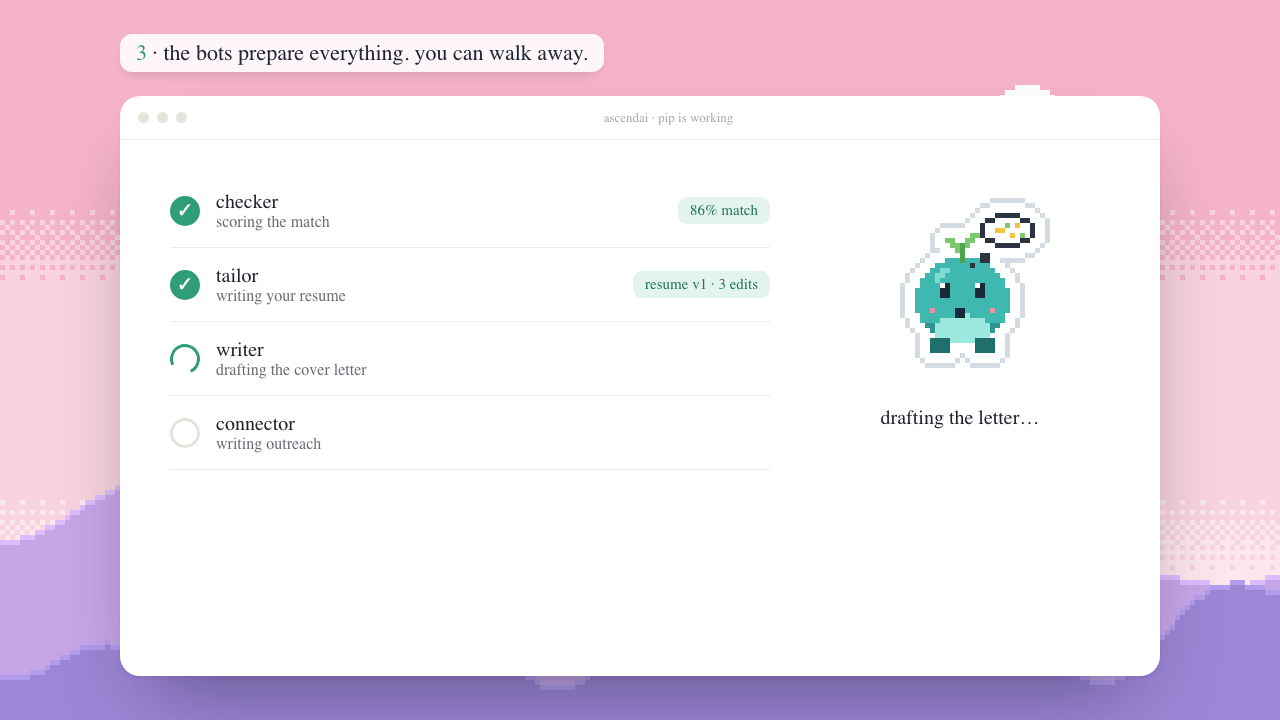 3 · the bots prepare everything. you can walk away.
ascendai · pip is working
checker
scoring the match
86% match
tailor
writing your resume
resume v1 · 3 edits
writer
drafting the cover letter
connector
writing outreach
drafting the letter…